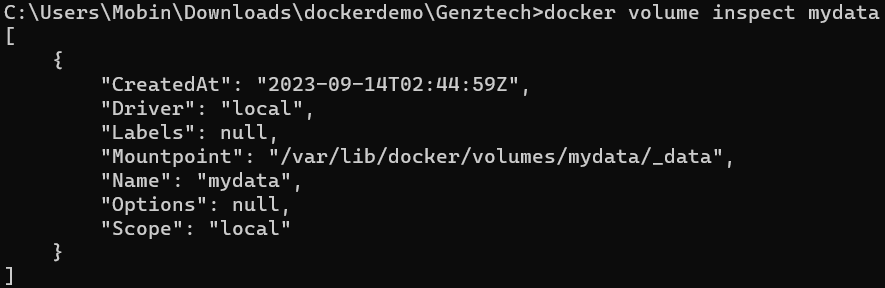 C:\Users\Mobin\Downloads\dockerdemo\Genztech>docker volume inspect mydata
[
    {
        "CreatedAt": "2023-09-14T02:44:59Z",
        "Driver": "local",
        "Labels": null,
        "Mountpoint": "/var/lib/docker/volumes/mydata/_data",
        "Name": "mydata",
        "Options": null,
        "Scope": "local"
    }
]